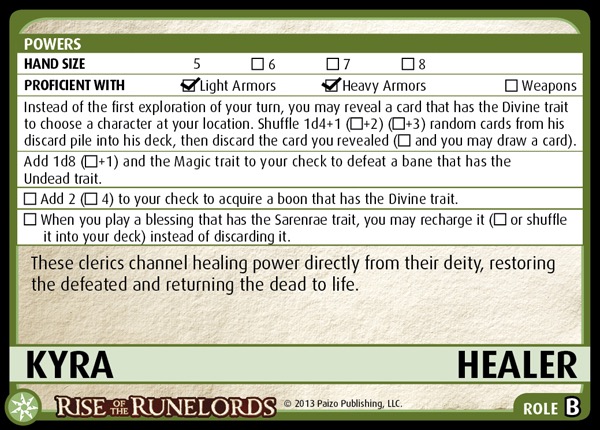 POWERS
HAND SIZE 5 ☐ 6 ☐ 7 ☐ 8
PROFICIENT WITH ☑ Light Armors ☑ Heavy Armors ☐ Weapons
Instead of the first exploration of your turn, you may reveal a card that has the Divine trait
to choose a character at your location. Shuffle 1d4+1 (☐+2) (☐+3) random cards from his
discard pile into his deck, then discard the card you revealed (☐ and you may draw a card).
Add 1d8 (☐+1) and the Magic trait to your check to defeat a bane that has the
Undead trait.
☐ Add 2 (☐ 4) to your check to acquire a boon that has the Divine trait.
☐ When you play a blessing that has the Sarenrae trait, you may recharge it (☐ or shuffle
it into your deck) instead of discarding it.
These clerics channel healing power directly from their deity, restoring
the defeated and returning the dead to life.
KYRA HEALER
RISE OF THE RUNELORDS © 2013 Paizo Publishing, LLC. ROLE B